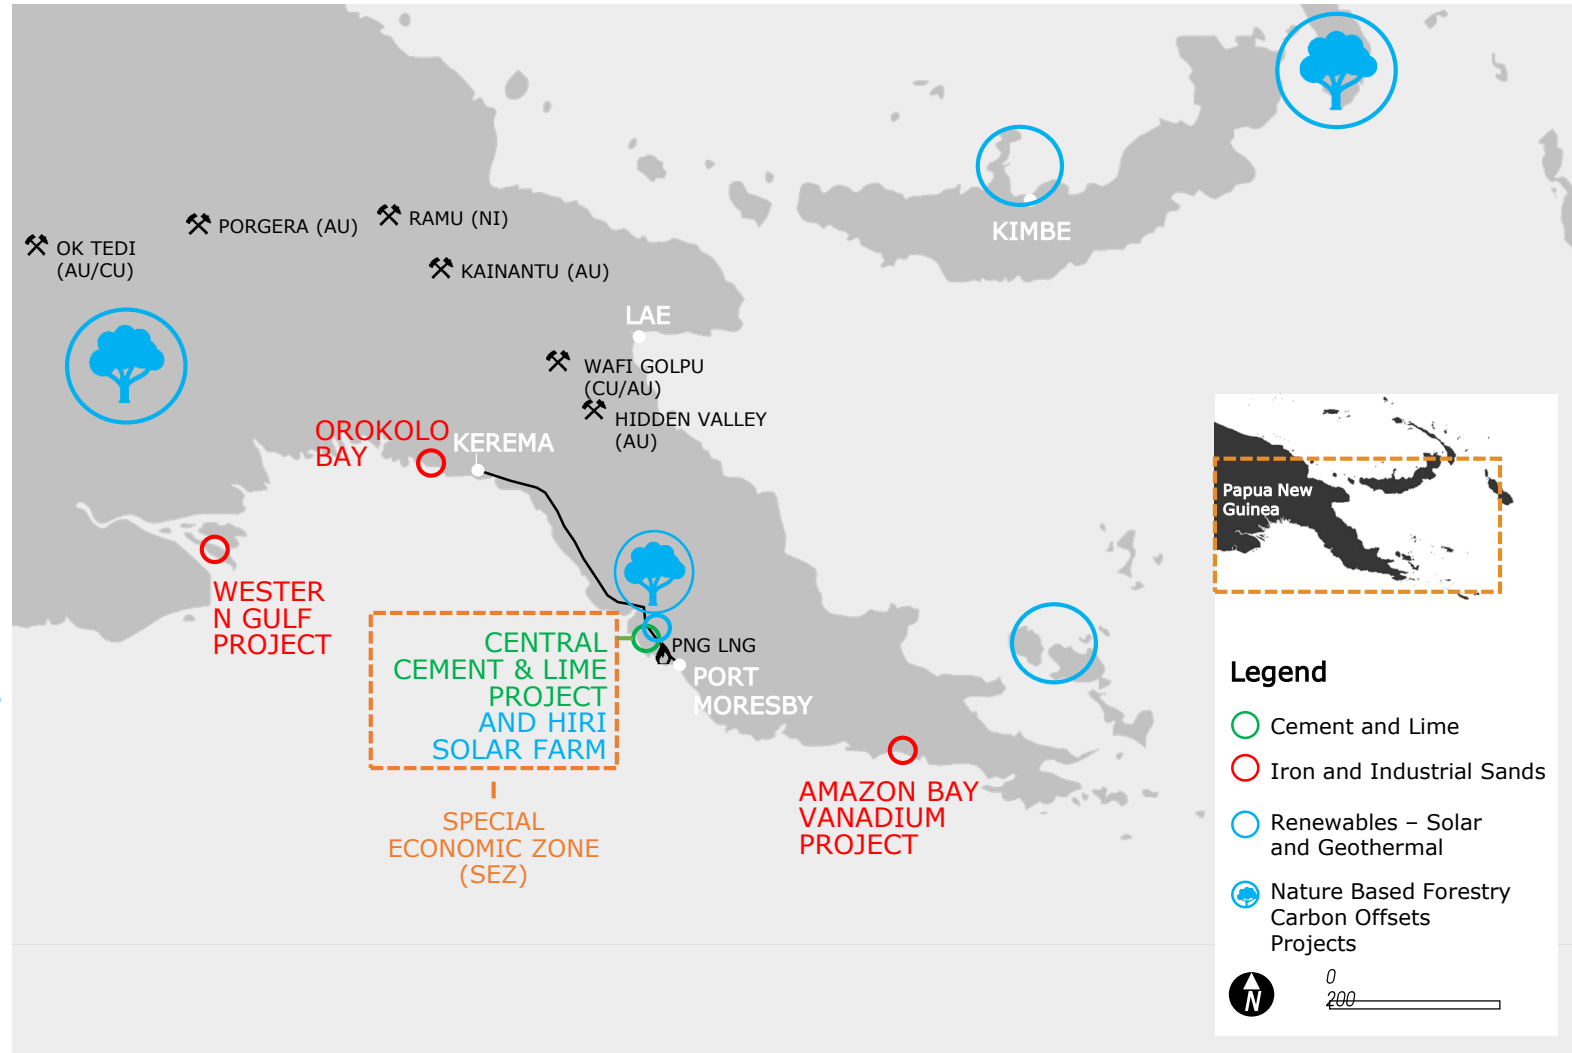 KIMBE
PORGERA (AU)
RAMU (NI)
OK TEDI
(AU/CU)
KAINANTU (AU)
LAE
WAFI GOLPU
(CU/AU)
HIDDEN VALLEY
(AU)
OROKOLO
BAY
KEREMA
WESTER
N GULF
PROJECT
CENTRAL
CEMENT & LIME
PROJECT
AND HIRI
SOLAR FARM
PNG LNG
PORT
MORESBY
SPECIAL
ECONOMIC ZONE
(SEZ)
AMAZON BAY
VANADIUM
PROJECT
Papua New
Guinea
Legend
Cement and Lime
Iron and Industrial Sands
Renewables – Solar
and Geothermal
Nature Based Forestry
Carbon Offsets
Projects
N
0
200